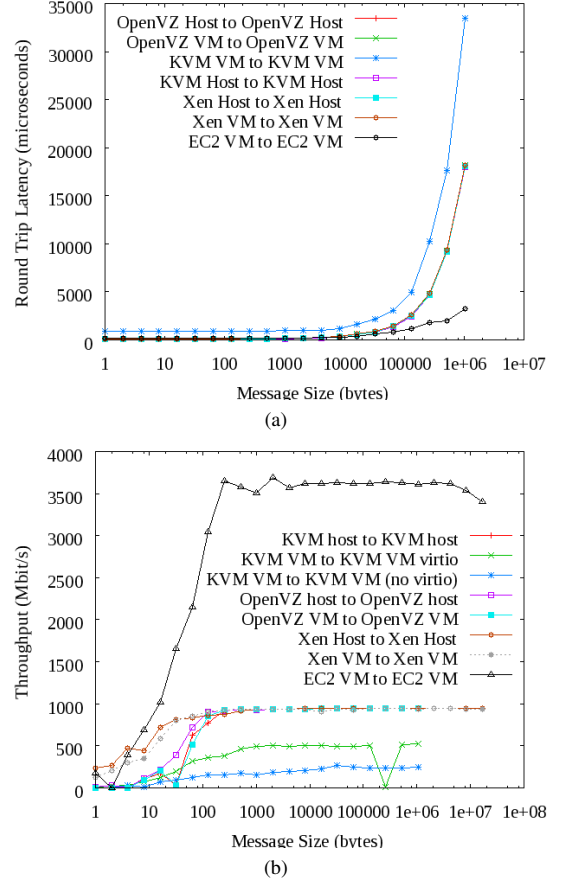 35000
30000
25000
20000
15000
10000
5000
0
Round Trip Latency (microseconds)
OpenVZ Host to OpenVZ Host
OpenVZ VM to OpenVZ VM
KVM VM to KVM VM
KVM Host to KVM Host
Xen Host to Xen Host
Xen VM to Xen VM
EC2 VM to EC2 VM
1 10 100 1000 10000 100000 1e+06 1e+07
Message Size (bytes)
(a)
4000
3500
3000
2500
2000
1500
1000
500
0
Throughput (Mbit/s)
KVM host to KVM host
KVM VM to KVM VM virtio
KVM VM to KVM VM (no virtio)
OpenVZ host to OpenVZ host
OpenVZ VM to OpenVZ VM
Xen Host to Xen Host
Xen VM to Xen VM
EC2 VM to EC2 VM
1 10 100 1000 10000 100000 1e+06 1e+07 1e+08
Message Size (bytes)
(b)